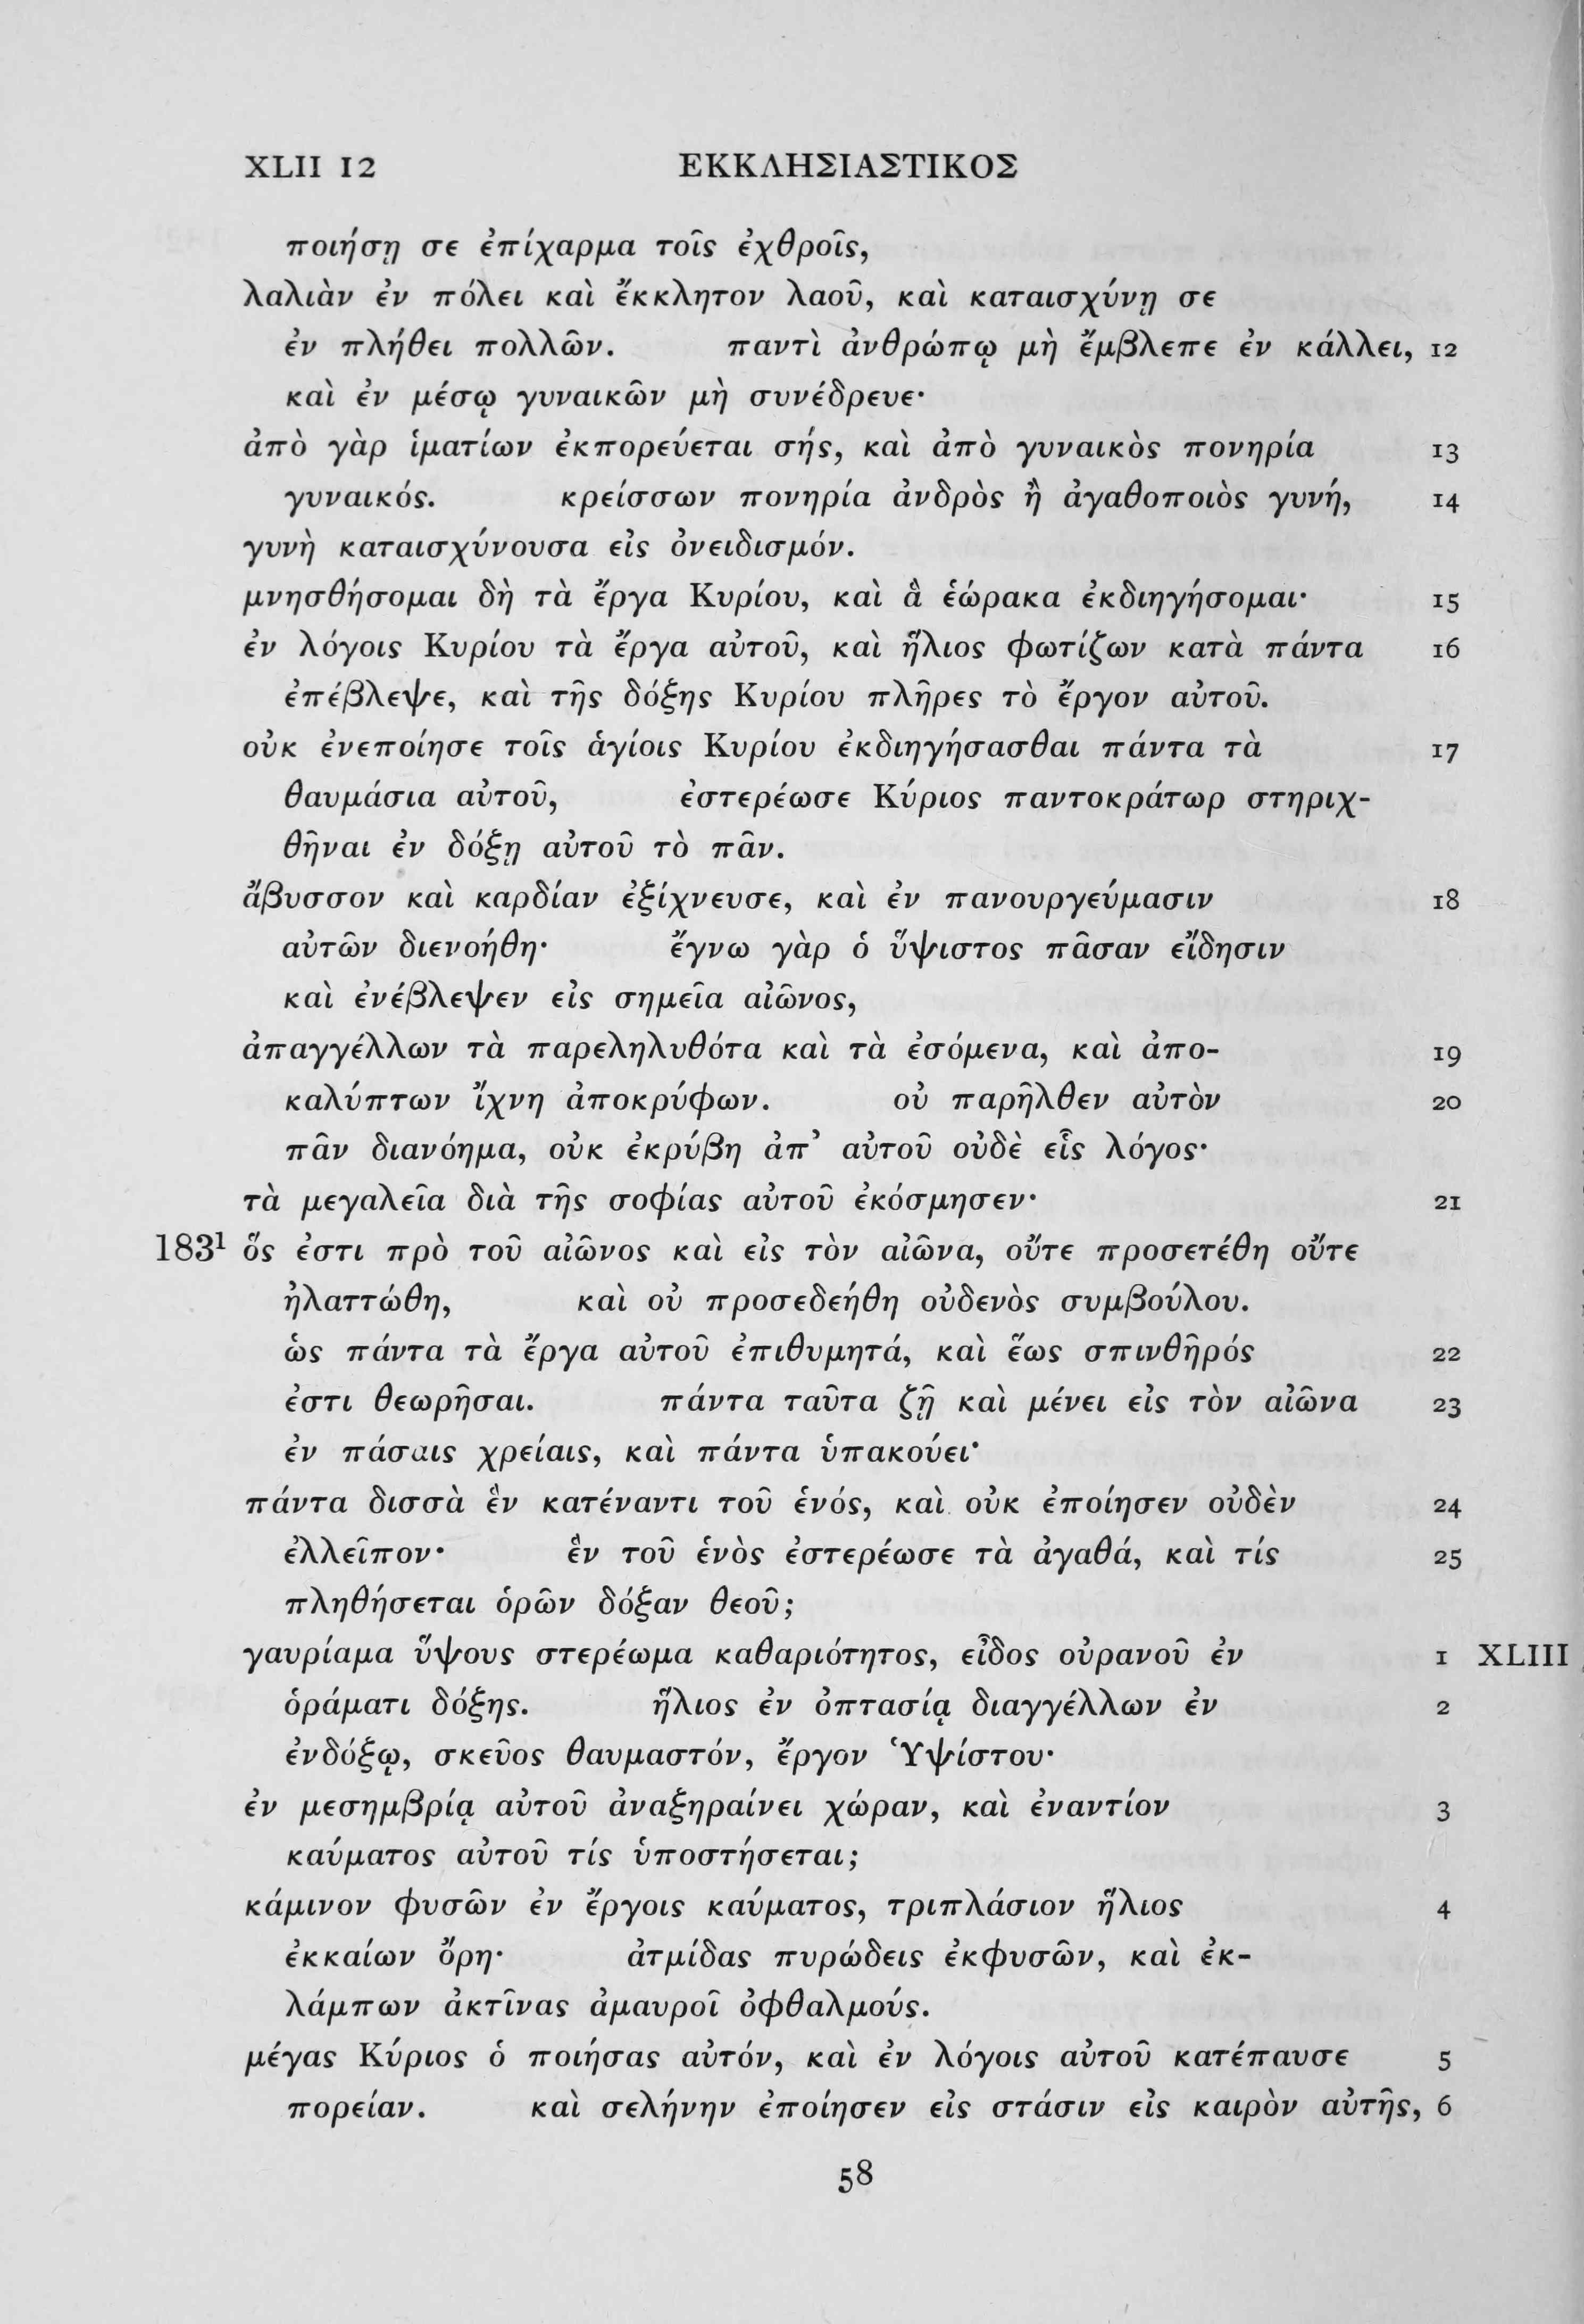 XLII 12 ΕΚΚΛΗΣΙΑΣΤΙΚΟΣ
ποιήσῃ σε ἐπίχαρμα τοῖς ἐχθροῖς,
λαλιὰν ἐν πόλει καὶ ἔκκλητον λαοῦ, καὶ καταισχύνῃ σε
ἐν πλήθει πολλῶν. παντὶ ἀνθρώπῳ μὴ ἔμβλεπε ἐν κάλλει, 12
καὶ ἐν μέσῳ γυναικῶν μὴ συνέδρευε·
ἀπὸ γὰρ ἱματίων ἐκπορεύεται σής, καὶ ἀπὸ γυναικὸς πονηρία 13
γυναικός. κρείσσων πονηρία ἀνδρὸς ἢ ἀγαθοποιὸς γυνή, 14
γυνὴ καταισχύνουσα εἰς ὀνειδισμόν.
μνησθήσομαι δὴ τὰ ἔργα Κυρίου, καὶ ἃ ἑώρακα ἐκδιηγήσομαι· 15
ἐν λόγοις Κυρίου τὰ ἔργα αὐτοῦ, καὶ ἥλιος φωτίζων κατὰ πάντα 16
ἐπέβλεψε, καὶ τῆς δόξης Κυρίου πλῆρες τὸ ἔργον αὐτοῦ.
οὐκ ἐνεποίησε τοῖς ἁγίοις Κυρίου ἐκδιηγήσασθαι πάντα τὰ 17
θαυμάσια αὐτοῦ, ἐστερέωσε Κύριος παντοκράτωρ στηριχ-
θῆναι ἐν δόξῃ αὐτοῦ τὸ πᾶν.
ἄβυσσον καὶ καρδίαν ἐξίχνευσε, καὶ ἐν πανουργεύμασιν 18
αὐτῶν διενοήθη· ἔγνω γὰρ ὁ ὕψιστος πᾶσαν εἴδησιν
καὶ ἐνέβλεψεν εἰς σημεῖα αἰῶνος,
ἀπαγγέλλων τὰ παρεληλυθότα καὶ τὰ ἐσόμενα, καὶ ἀπο- 19
καλύπτων ἴχνη ἀποκρύφων. οὐ παρῆλθεν αὐτὸν 20
πᾶν διανόημα, οὐκ ἐκρύβη ἀπ’ αὐτοῦ οὐδὲ εἷς λόγος·
τὰ μεγαλεῖα διὰ τῆς σοφίας αὐτοῦ ἐκόσμησεν· 21
183¹ ὅς ἐστι πρὸ τοῦ αἰῶνος καὶ εἰς τὸν αἰῶνα, οὔτε προσετέθη οὔτε
ἠλαττώθη, καὶ οὐ προσεδεήθη οὐδενὸς συμβούλου.
ὡς πάντα τὰ ἔργα αὐτοῦ ἐπιθυμητά, καὶ ἕως σπινθῆρός 22
ἐστι θεωρῆσαι. πάντα ταῦτα ζῇ καὶ μένει εἰς τὸν αἰῶνα 23
ἐν πάσαις χρείαις, καὶ πάντα ὑπακούει·
πάντα δισσὰ ἓν κατέναντι τοῦ ἑνός, καὶ οὐκ ἐποίησεν οὐδὲν 24
ἐλλεῖπον· ἓν τοῦ ἑνὸς ἐστερέωσε τὰ ἀγαθά, καὶ τίς 25
πληθήσεται ὁρῶν δόξαν θεοῦ;
γαυρίαμα ὕψους στερέωμα καθαριότητος, εἶδος οὐρανοῦ ἐν 1 XLIII
ὁράματι δόξης. ἥλιος ἐν ὀπτασίᾳ διαγγέλλων ἐν 2
ἐνδόξῳ, σκεῦος θαυμαστόν, ἔργον Ὑψίστου·
ἐν μεσημβρίᾳ αὐτοῦ ἀναξηραίνει χώραν, καὶ ἐναντίον 3
καύματος αὐτοῦ τίς ὑποστήσεται;
κάμινον φυσῶν ἐν ἔργοις καύματος, τριπλάσιον ἥλιος 4
ἐκκαίων ὄρη· ἀτμίδας πυρώδεις ἐκφυσῶν, καὶ ἐκ-
λάμπων ἀκτῖνας ἀμαυροῖ ὀφθαλμούς.
μέγας Κύριος ὁ ποιήσας αὐτόν, καὶ ἐν λόγοις αὐτοῦ κατέπαυσε 5
πορείαν. καὶ σελήνην ἐποίησεν εἰς στάσιν εἰς καιρὸν αὐτῆς, 6
58